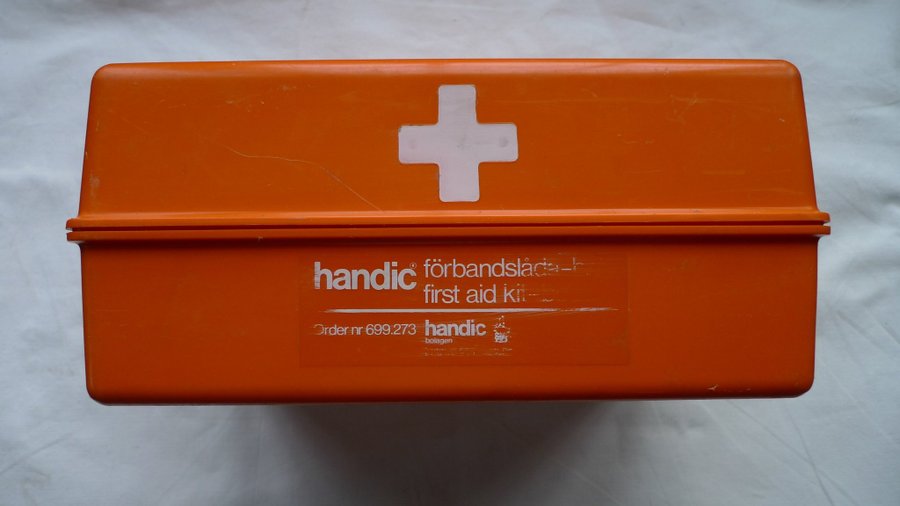 handic® förbandslåda-
first aid kit
Order nr 699.273 handic
bolagen